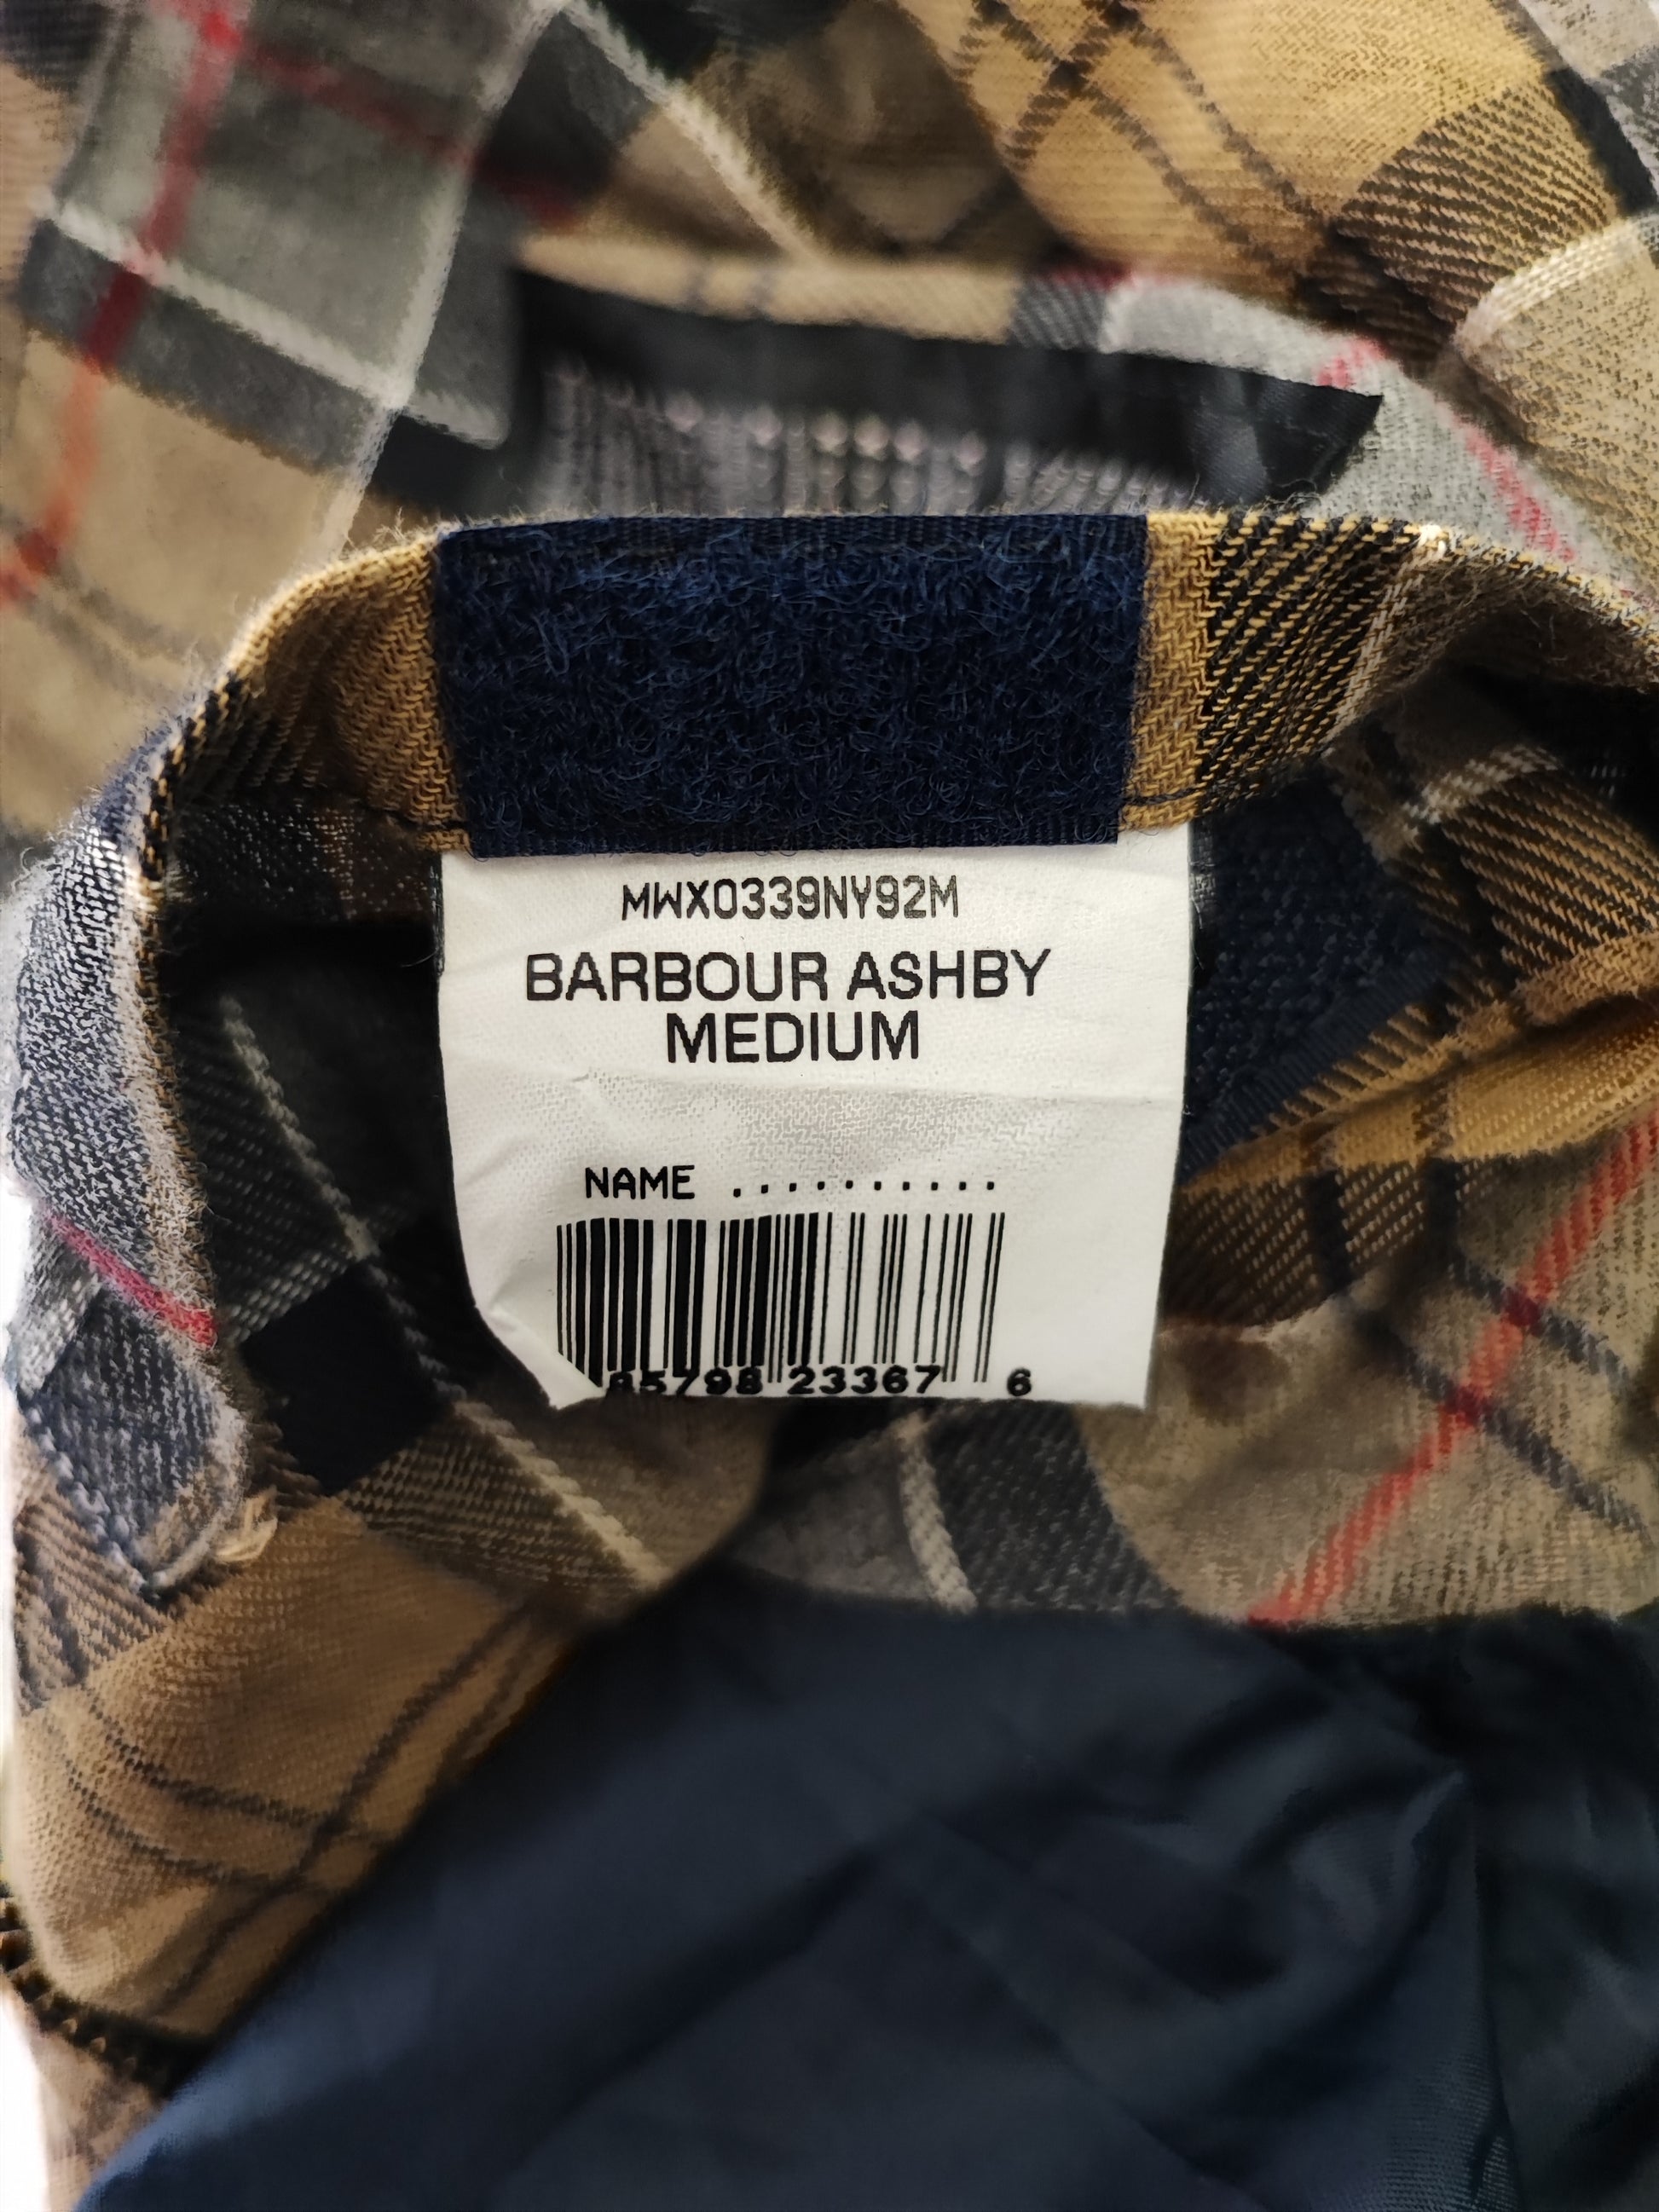 MWX0339NY92M
BARBOUR ASHBY
MEDIUM
NAME ..........
85798 23367 6